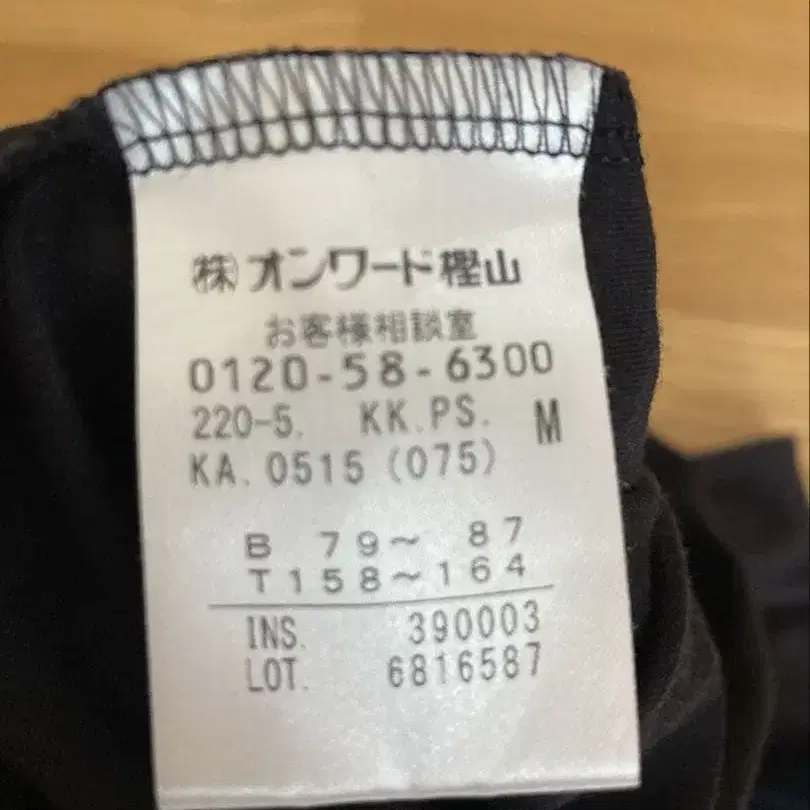 ㈱オンワード樫山
お客様相談室
0120-58-6300
220-5. KK.PS. M
KA.0515(075)
B 79～ 87
T158～164
INS. 390003
LOT. 6816587